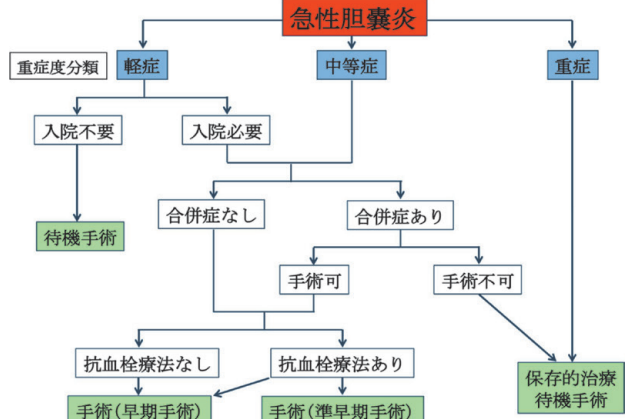 急性胆嚢炎
重症度分類
軽症
中等症
重症
入院不要
入院必要
合併症なし
合併症あり
待機手術
手術可
手術不可
抗血栓療法なし
抗血栓療法あり
保存的治療
待機手術
手術(早期手術)
手術(準早期手術)